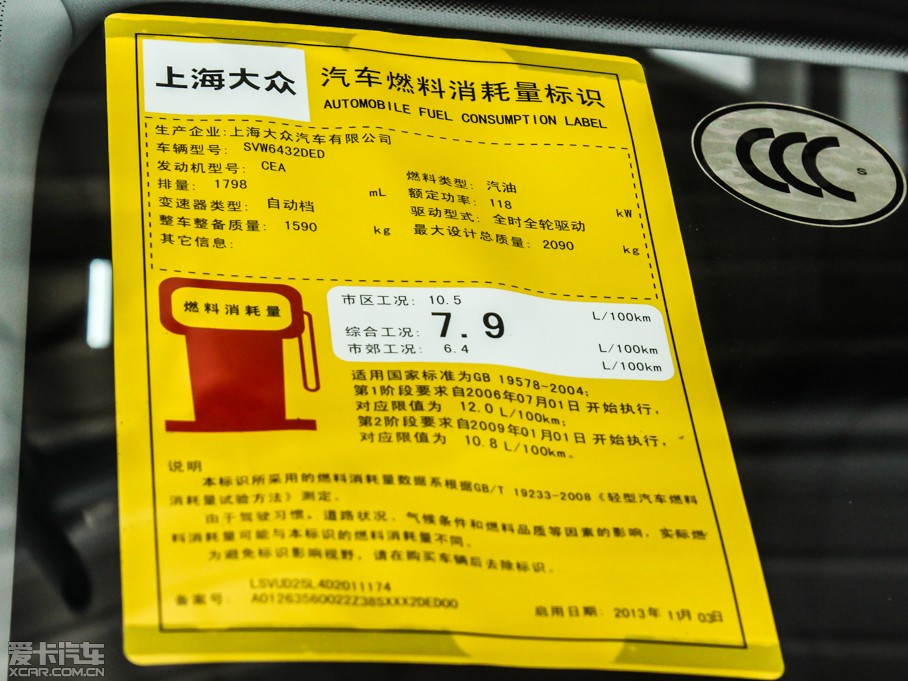 上海大众
汽车燃料消耗量标识
AUTOMOBILE FUEL CONSUMPTION LABEL
生产企业:上海大众汽车有限公司
车辆型号: SVW6432DED
发动机型号: CEA
燃料类型: 汽油
排量: 1798 mL
额定功率: 118 kW
变速器类型: 自动档
驱动型式: 全时全轮驱动
整车整备质量: 1590 kg
最大设计总质量: 2090 kg
其它信息:
燃料消耗量
市区工况: 10.5 L/100km
综合工况: 7.9 L/100km
市郊工况: 6.4 L/100km
适用国家标准为GB 19578-2004;
第1阶段要求自2006年07月01日 开始执行,
对应限值为 12.0 L/100km;
第2阶段要求自2009年01月01日 开始执行,
对应限值为 10.8 L/100km。
说明
本标识所采用的燃料消耗量数据系根据GB/T 19233-2008《轻型汽车燃料
消耗量试验方法》测定。
由于驾驶习惯, 道路状况、气候条件和燃料品质等因素的影响, 实际燃
料消耗量可能与本标识的燃料消耗量不同。
为避免标识影响视野, 请在购买车辆后去除标识.
LSVUD25L4D2011174
备案号: A01263560022Z38SXXX2DED00
启用日期: 2013年 11月 03日
CCC
S
爱卡汽车
XCAR.COM.CN